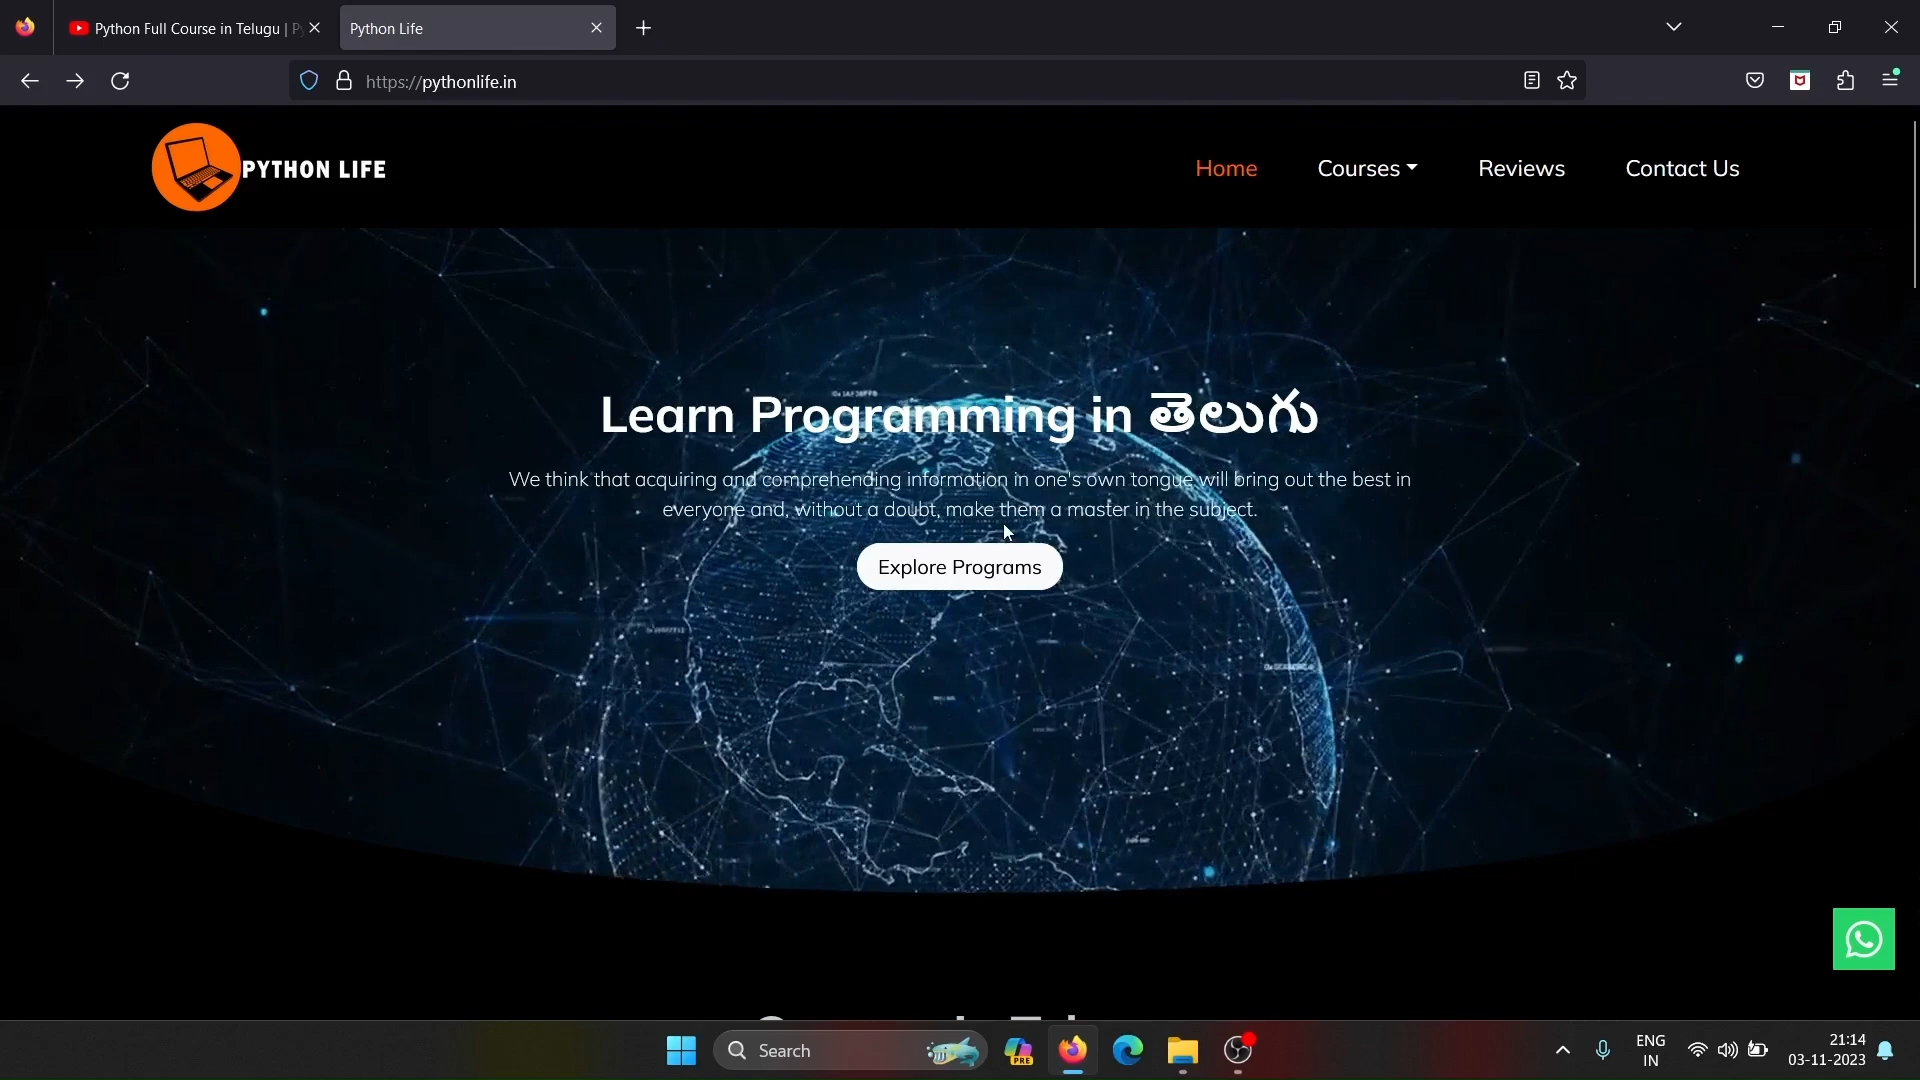 Python Full Course in Telugu |
Python Life
https://pythonlife.in
PYTHON LIFE
Home
Courses
Reviews
Contact Us
Learn Programming in తెలుగు
We think that acquiring and comprehending information in one's own tongue will bring out the best in
everyone and, without a doubt, make them a master in the subject.
Explore Programs
Search
PRE
ENG
IN
21:14
03-11-2023